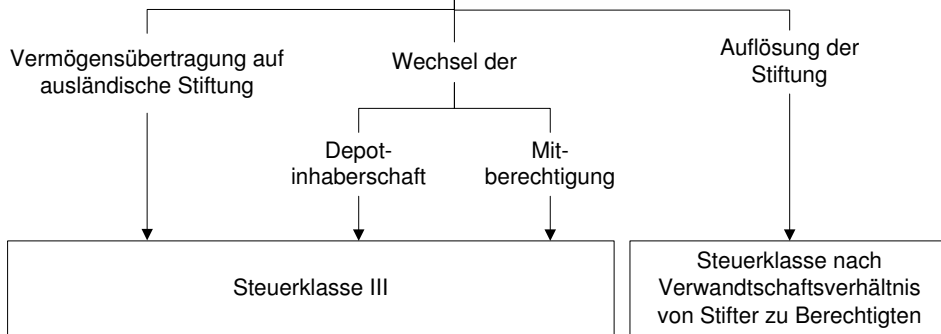 Vermögensübertragung auf
ausländische Stiftung
Wechsel der
Auflösung der
Stiftung
Depot-
inhaberschaft
Mit-
berechtigung
Steuerklasse III
Steuerklasse nach
Verwandtschaftsverhältnis
von Stifter zu Berechtigten